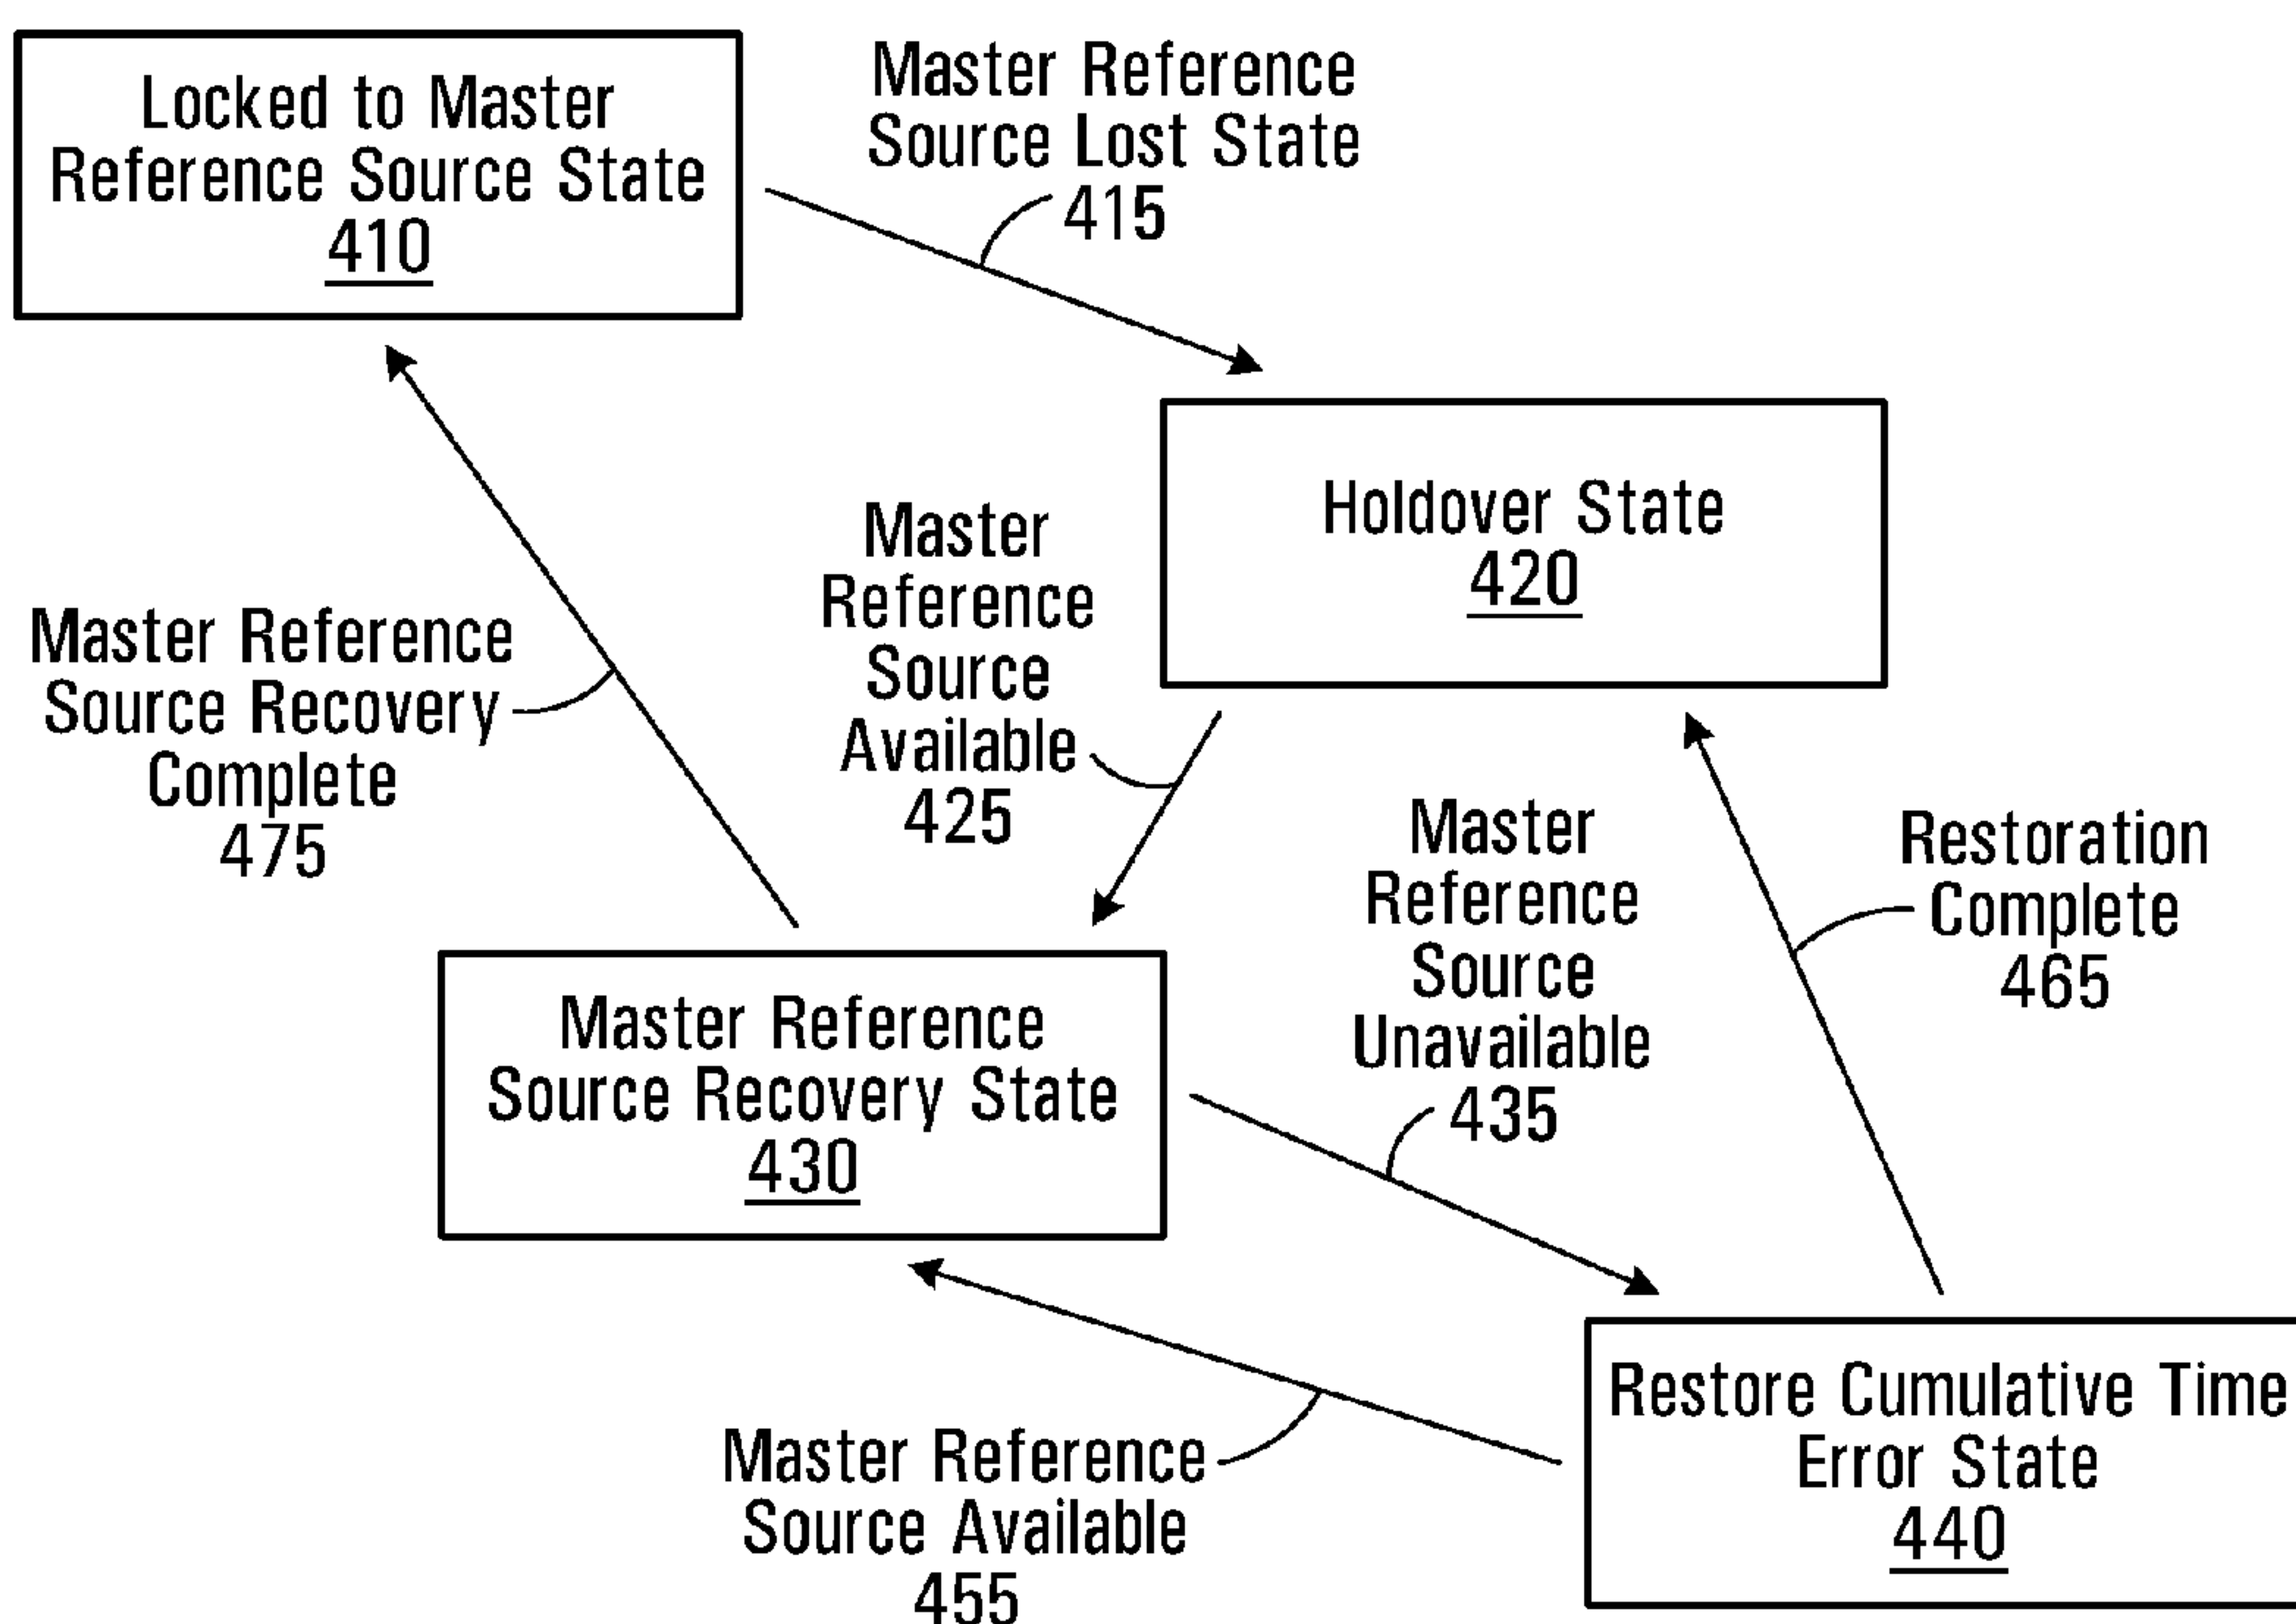 Locked to Master
Reference Source State
410
Master Reference
Source Lost State
415
Holdover State
420
Master
Reference
Source
Available
425
Master Reference
Source Recovery
Complete
475
Master
Reference
Source
Unavailable
435
Restoration
Complete
465
Master Reference
Source Recovery State
430
Restore Cumulative Time
Error State
440
Master Reference
Source Available
455